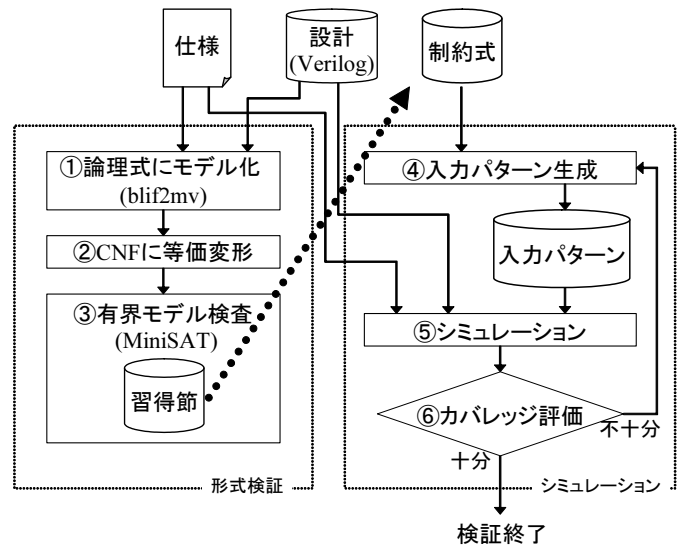 仕様
設計
(Verilog)
制約式
①論理式にモデル化
(blif2mv)
②CNFに等価変形
③有界モデル検査
(MiniSAT)
習得節
形式検証
④入力パターン生成
入力パターン
⑤シミュレーション
⑥カバレッジ評価
不十分
十分
シミュレーション
検証終了